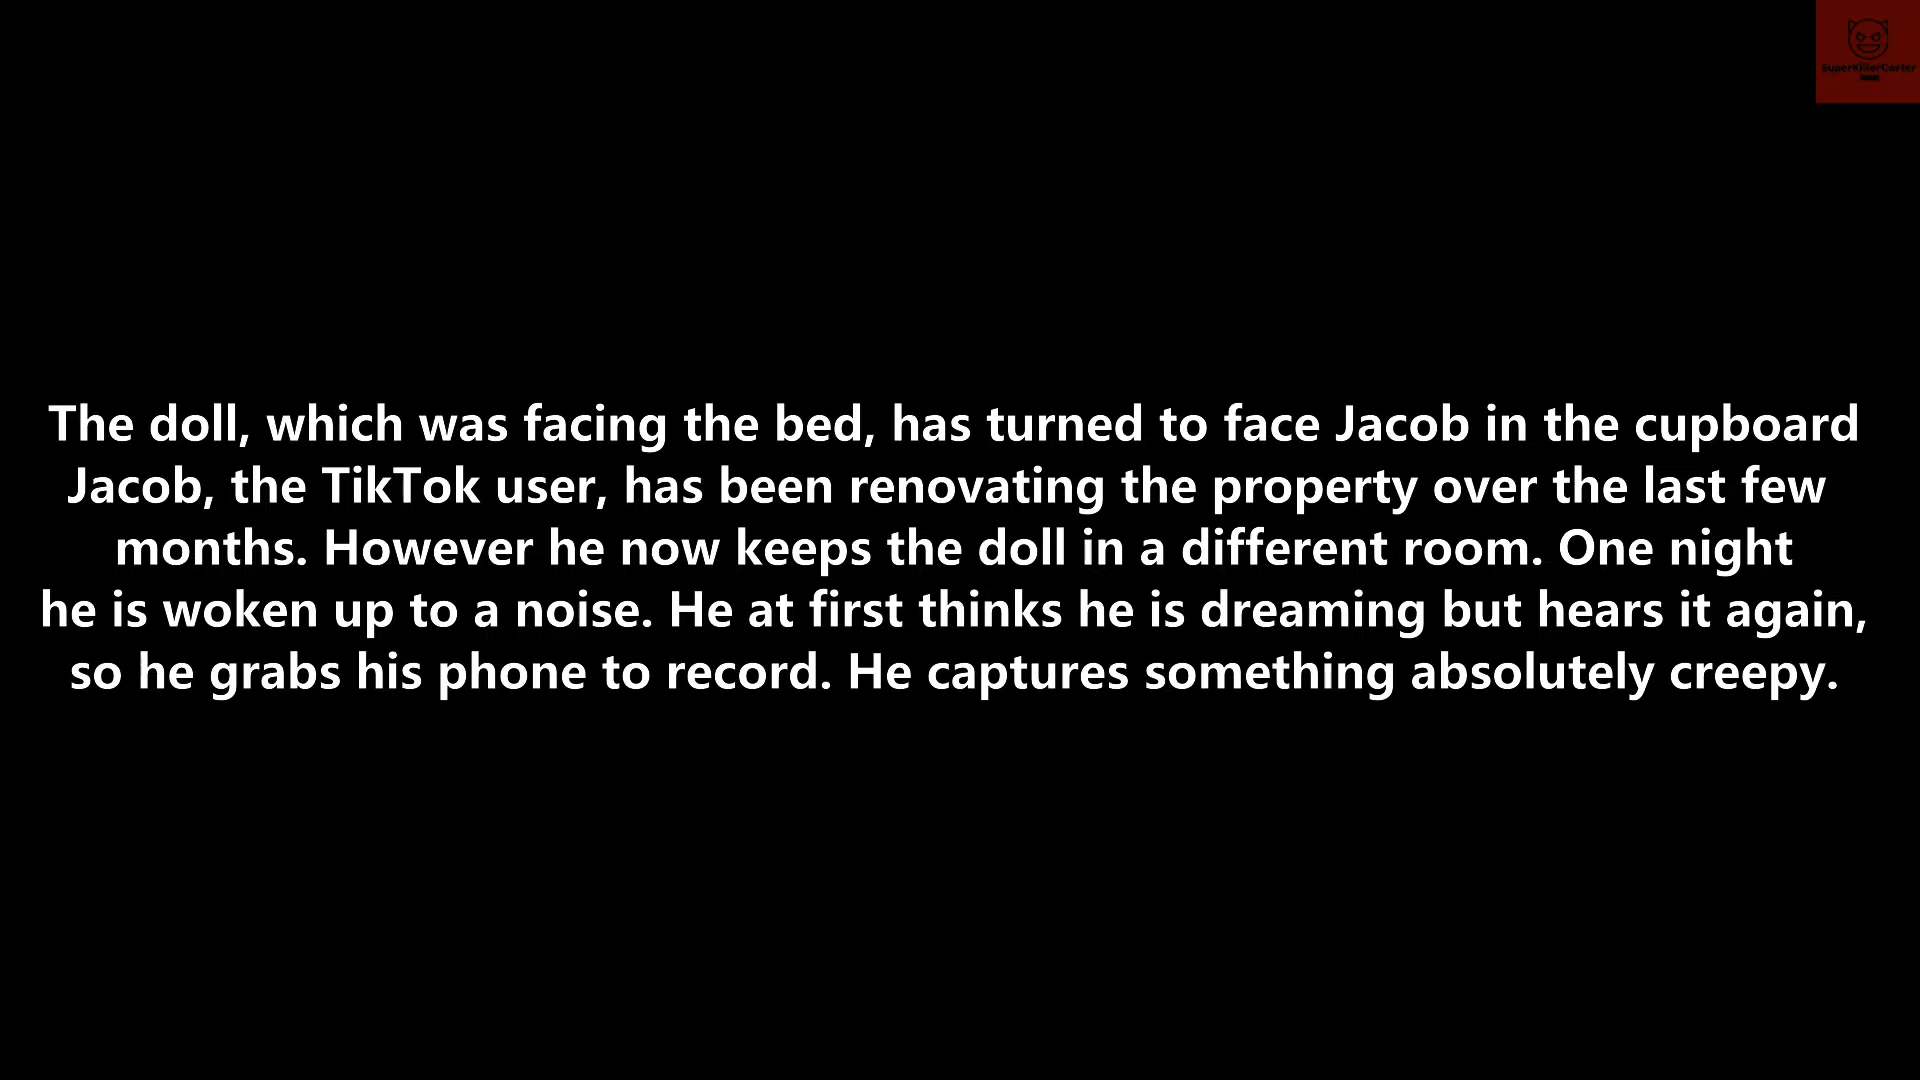 SuperKillerCarter
The doll, which was facing the bed, has turned to face Jacob in the cupboard
Jacob, the TikTok user, has been renovating the property over the last few
months. However he now keeps the doll in a different room. One night
he is woken up to a noise. He at first thinks he is dreaming but hears it again,
so he grabs his phone to record. He captures something absolutely creepy.